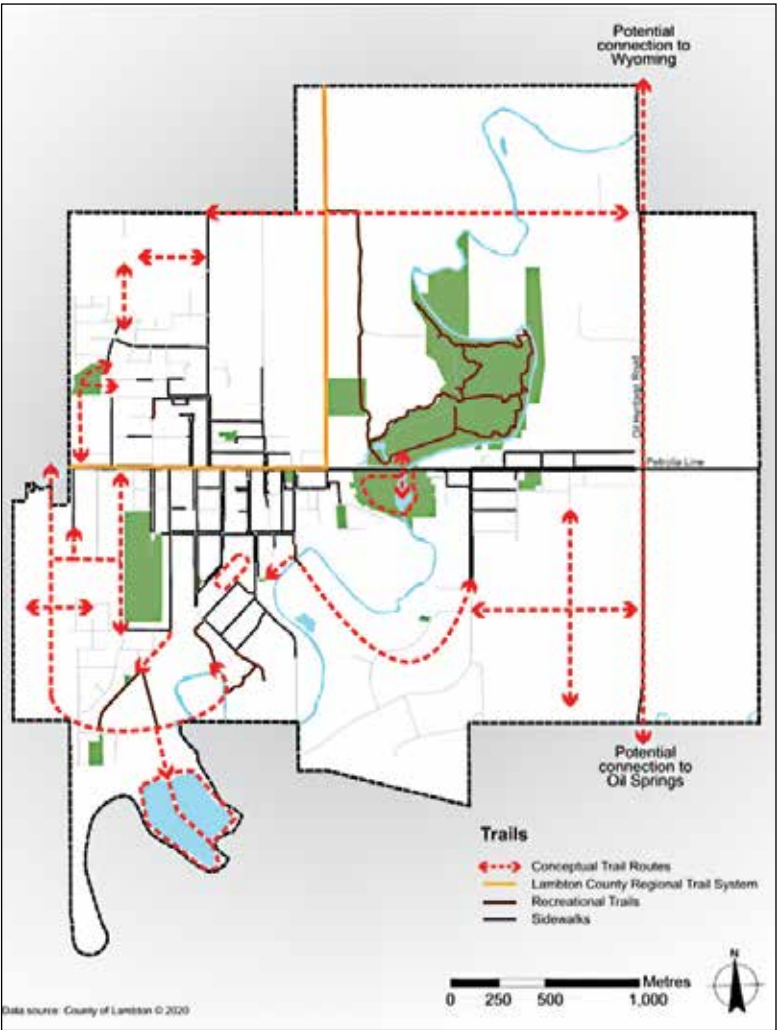 Potential
connection to
Wyoming
Oil Heritage Road
Petrolia Line
Potential
connection to
Oil Springs
Trails
Conceptual Trail Routes
Lambton County Regional Trail System
Recreational Trails
Sidewalks
N
Metres
0 250 500 1,000
Data source: County of Lambton © 2020